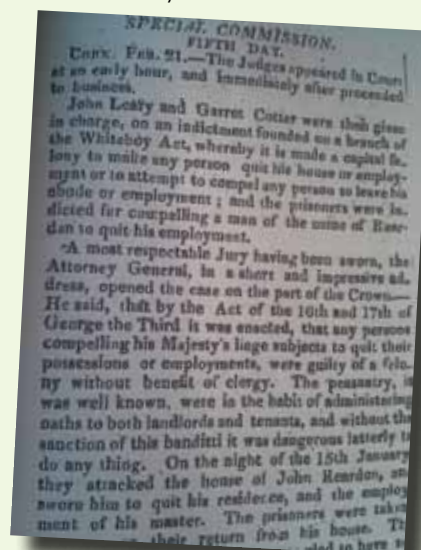 SPECIAL COMMISSION.
FIFTH DAY.
CORK. FEB. 21.—The Judges appeared in Court
at an early hour, and immediately after proceeded
to business.
John Leary and Garret Cotter were then given
in charge, on an indictment founded on a branch of
the Whiteboy Act, whereby it is made a capital fe-
lony to make any person quit his house or employ-
ment or to attempt to compel any person to leave his
abode or employment; and the prisoners were in-
dicted for compelling a man of the name of Rear-
dan to quit his employment.
A most respectable Jury having been sworn, the
Attorney General, in a short and impressive ad-
dress, opened the case on the part of the Crown—
He said, that by the Act of the 16th and 17th of
George the Third it was enacted, that any persons
compelling his Majesty's liege subjects to quit their
possessions or employments, were guilty of a felo-
ny without benefit of clergy. The peasantry, it
was well known, were in the habit of administering
oaths to both landlords and tenants, and without the
sanction of this banditti it was dangerous latterly to
do any thing. On the night of the 15th January
they attacked the house of John Reardon, and
sworn him to quit his residence, and the employ-
ment of his master. The prisoners were taken
their return from his house.